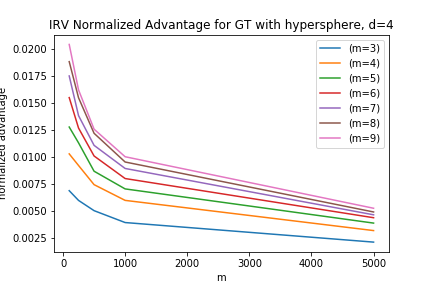 IRV Normalized Advantage for GT with hypersphere, d=4
normalized advantage
0.0200
0.0175
0.0150
0.0125
0.0100
0.0075
0.0050
0.0025
(m=3)
(m=4)
(m=5)
(m=6)
(m=7)
(m=8)
(m=9)
0
1000
2000
3000
4000
5000
m